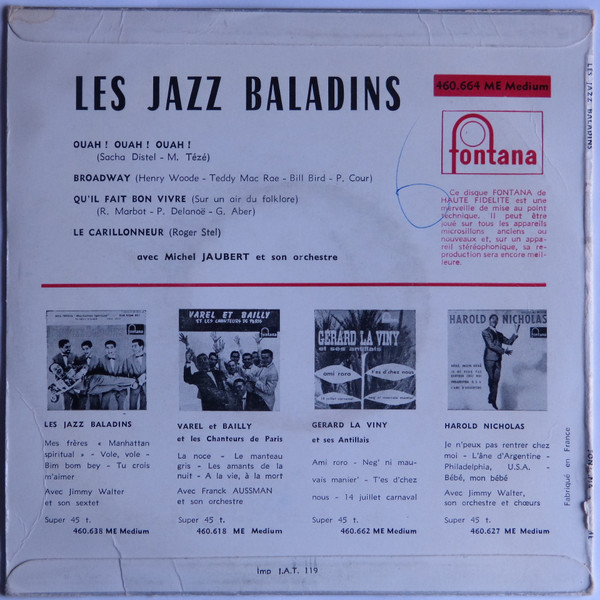 LES JAZZ BALADINS
460.664 ME Medium
fontana
OUAH ! OUAH ! OUAH !
(Sacha Distel - M. Tézé)
BROADWAY (Henry Woode - Teddy Mac Rae - Bill Bird - P. Cour)
QU'IL FAIT BON VIVRE (Sur un air du folklore)
(R. Marbot - P. Delanoë - G. Aber)
LE CARILLONNEUR (Roger Stel)
avec Michel JAUBERT et son orchestre
Ce disque FONTANA de
HAUTE FIDELITE est une
merveille de mise au point
technique. Il peut être
joué sur tous les appareils
microsillons anciens ou
nouveaux et, sur un appa-
reil stéréophonique, sa re-
production sera encore meil-
leure.
fontana
VAREL ET BAILLY
ET LES CHANTEURS DE PARIS
fontana
GERARD LA VINY
et ses antillais
ami roro
t'es d'chez nous
HAROLD NICHOLAS
fontana
LES JAZZ BALADINS
Mes frères « Manhattan
spiritual » - Vole, vole -
Bim bom bey - Tu crois
m'aimer
Avec Jimmy Walter
et son sextet
Super 45 t.
460.638 ME Medium
VAREL et BAILLY
et les Chanteurs de Paris
La noce - Le manteau
gris - Les amants de la
nuit - A la vie, à la mort
Avec Franck AUSSMAN
et son orchestre
Super 45 t.
460.618 ME Medium
GERARD LA VINY
et ses Antillais
Ami roro - Neg' ni mau-
vais manier' - T'es d'chez
nous - 14 juillet carnaval
Super 45 t.
460.662 ME Medium
HAROLD NICHOLAS
Je n'peux pas rentrer chez
moi - L'âne d'Argentine -
Philadelphia, U.S.A. -
Bébé, mon bébé
Avec Jimmy Walter,
son orchestre et chœurs
Super 45 t.
460.627 ME Medium
Fabriqué en France
Imp J.A.T. 119
LES JAZZ BALADINS